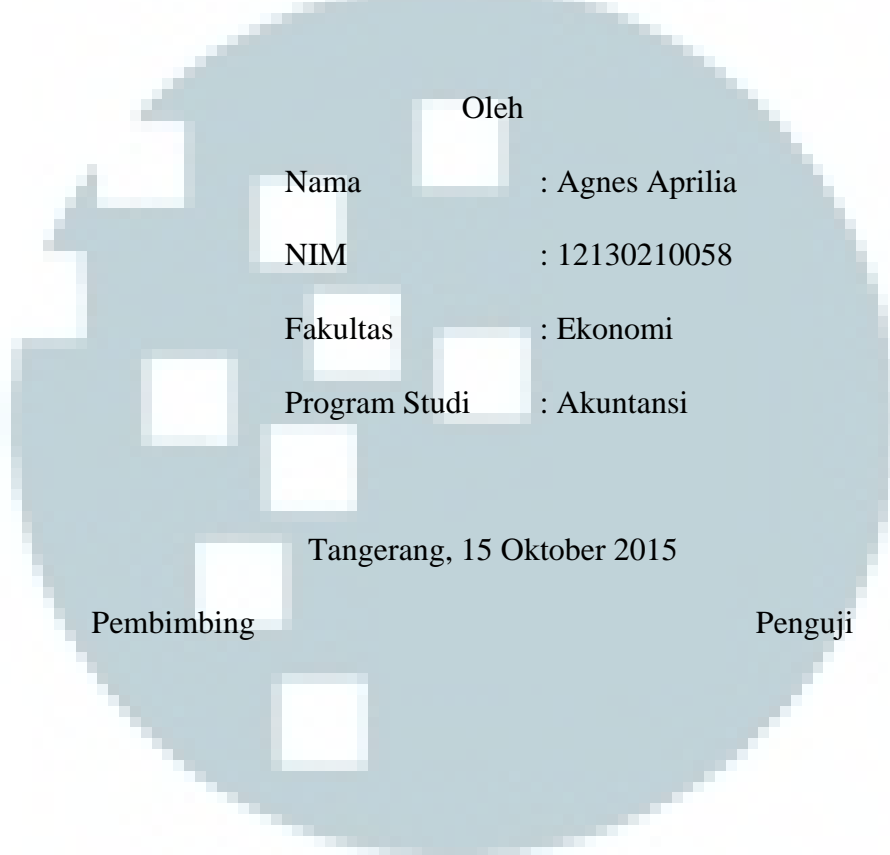 Oleh
Nama : Agnes Aprilia
NIM : 12130210058
Fakultas : Ekonomi
Program Studi : Akuntansi
Tangerang, 15 Oktober 2015
Pembimbing Penguji